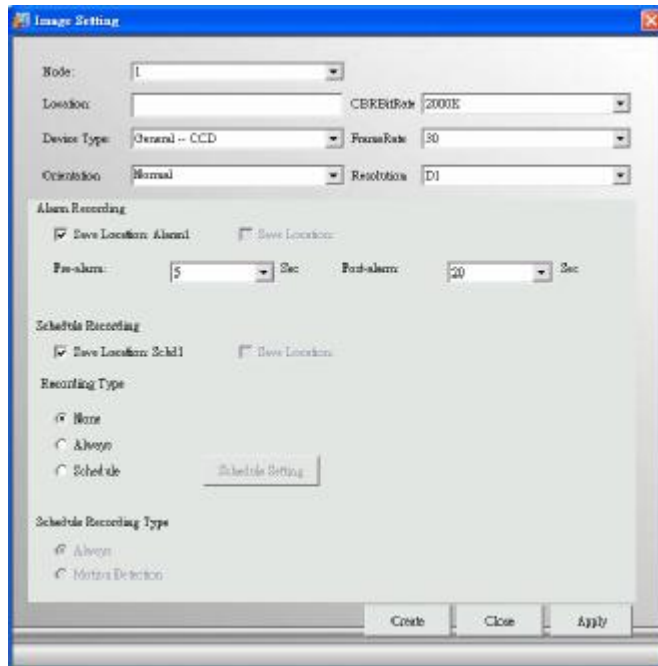 Image Setting
Node: 1
Location: CBRBitRate 2000K
Device Type: General -- CCD FrameRate 30
Orientation Normal Resolution D1
Alarm Recording
Save Location: Alarm1 Save Location:
Pre-alarm: 5 Sec Post-alarm: 20 Sec
Schedule Recording
Save Location: Schd1 Save Location:
Recording Type
None
Always
Schedule Schedule Setting
Schedule Recording Type
Always
Motion Detection
Create Close Apply